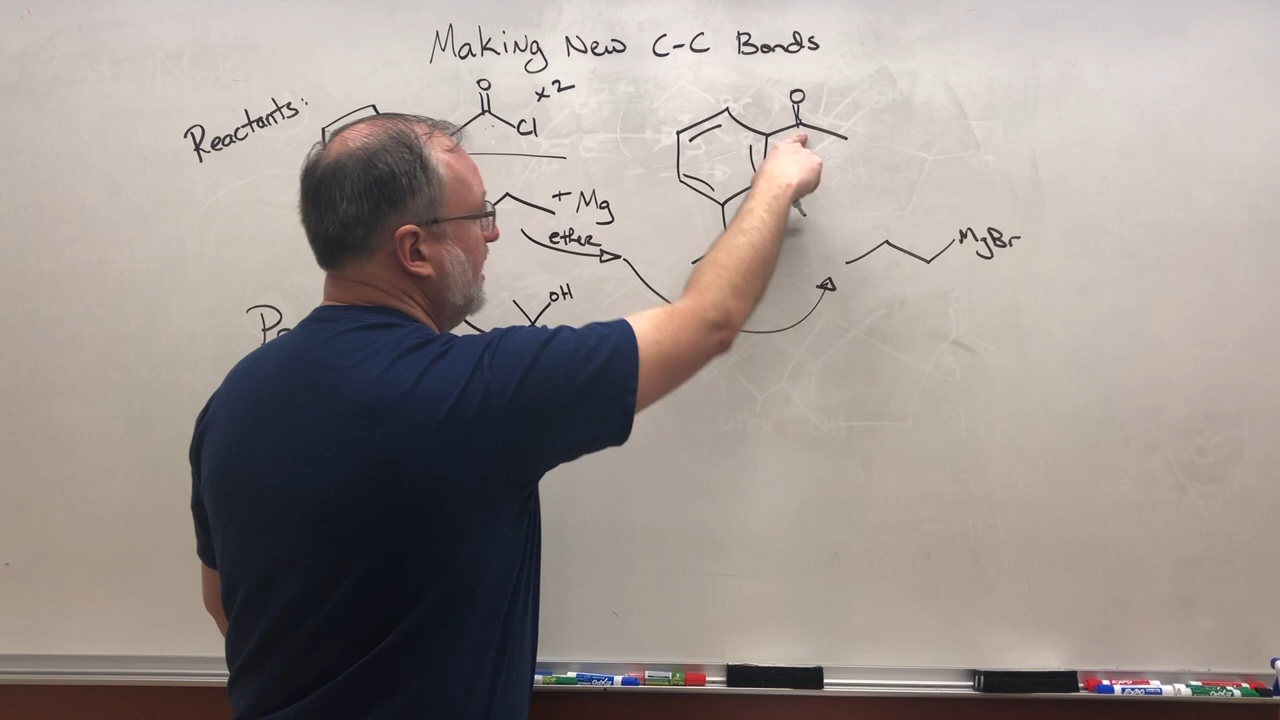 Making New C-C Bonds
Reactants:
O
Cl
x2
O
+ Mg
ether
MgBr
OH